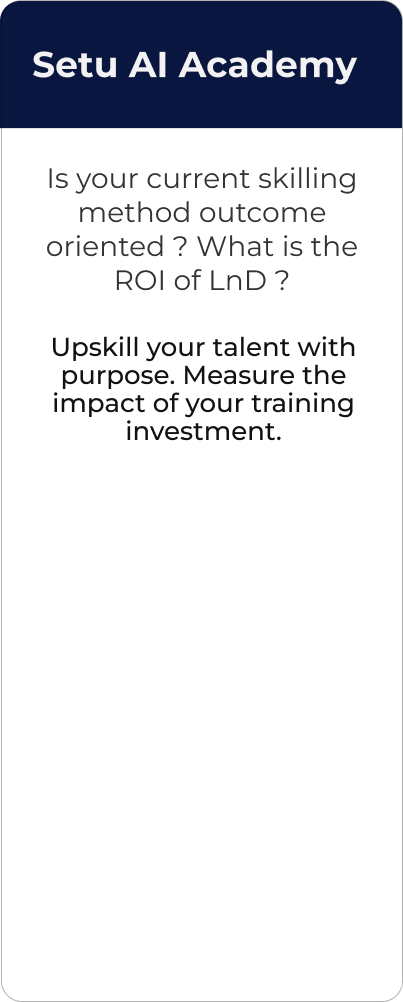 Setu AI Academy
Is your current skilling
method outcome
oriented ? What is the
ROI of LnD ?
Upskill your talent with
purpose. Measure the
impact of your training
investment.